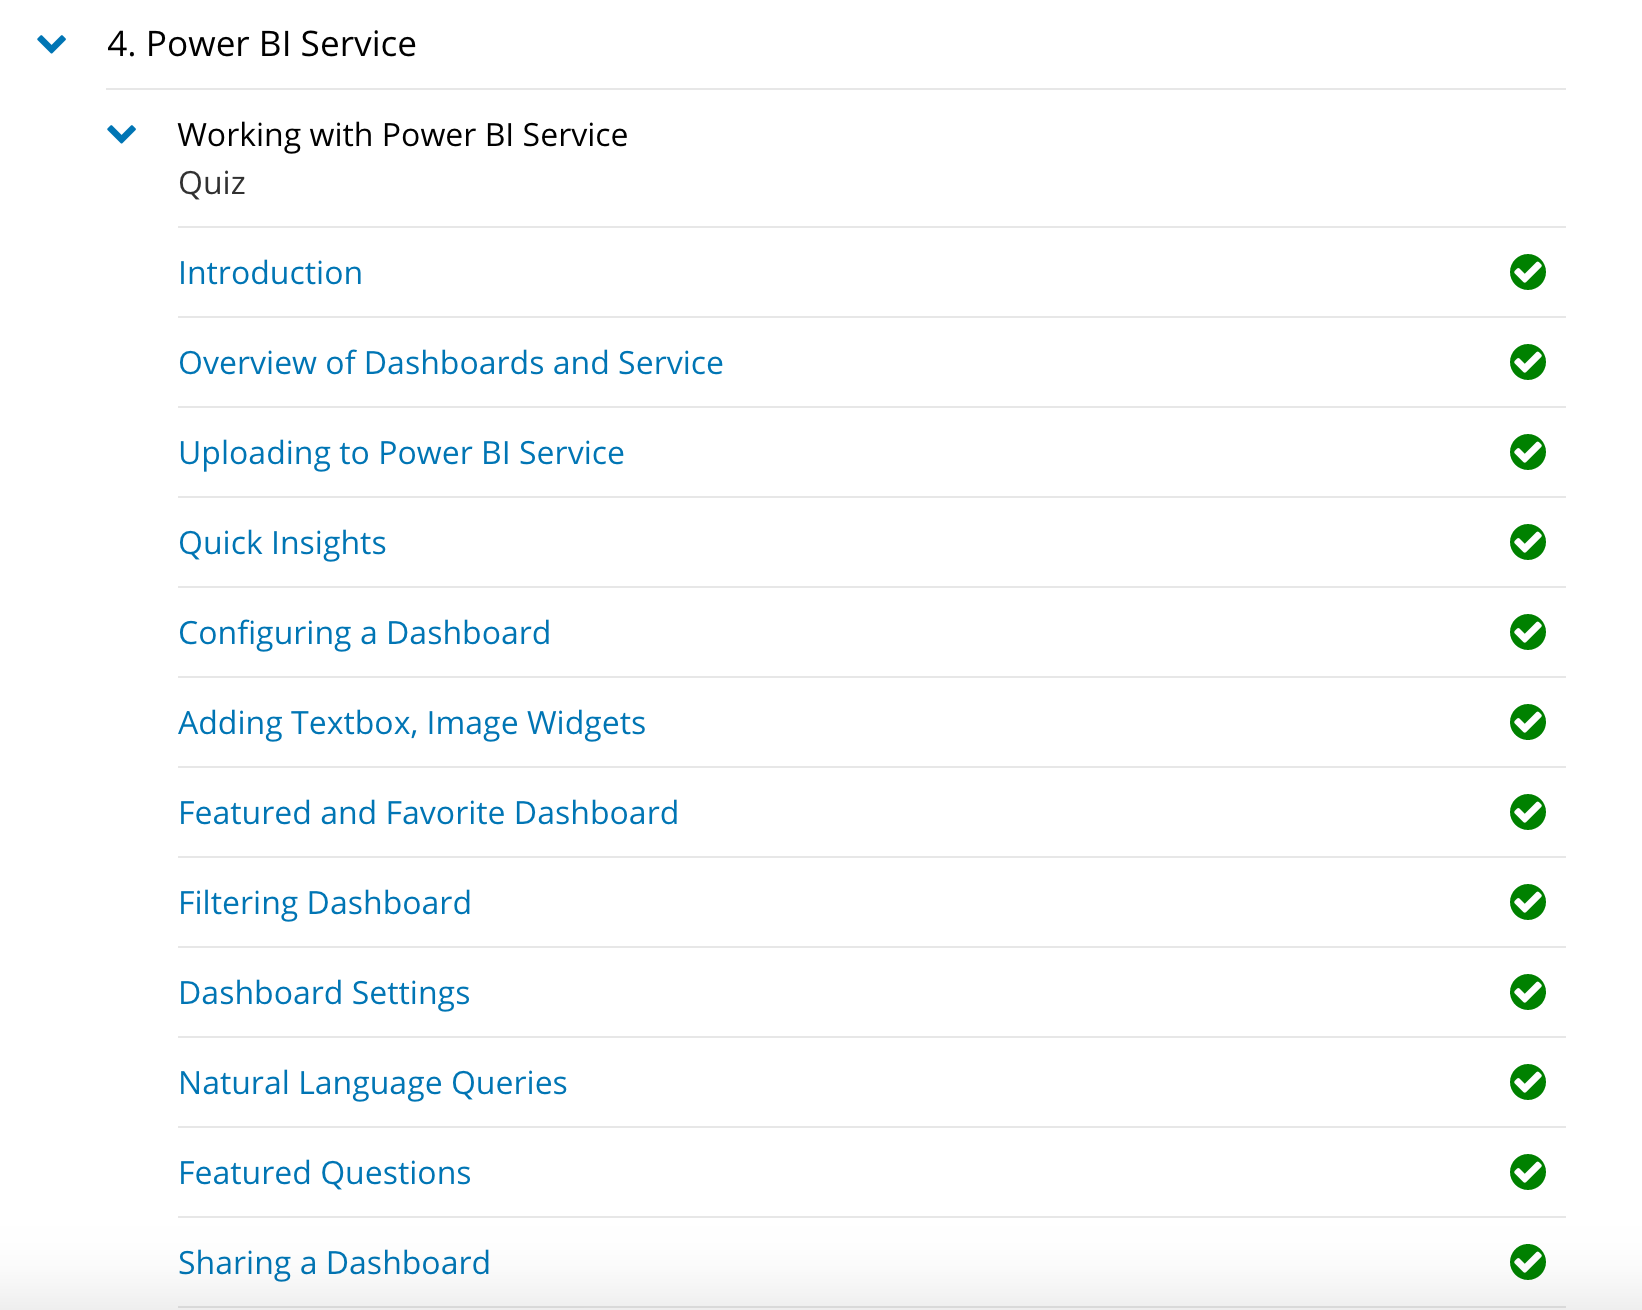 4. Power BI Service
Working with Power BI Service
Quiz
Introduction
Overview of Dashboards and Service
Uploading to Power BI Service
Quick Insights
Configuring a Dashboard
Adding Textbox, Image Widgets
Featured and Favorite Dashboard
Filtering Dashboard
Dashboard Settings
Natural Language Queries
Featured Questions
Sharing a Dashboard